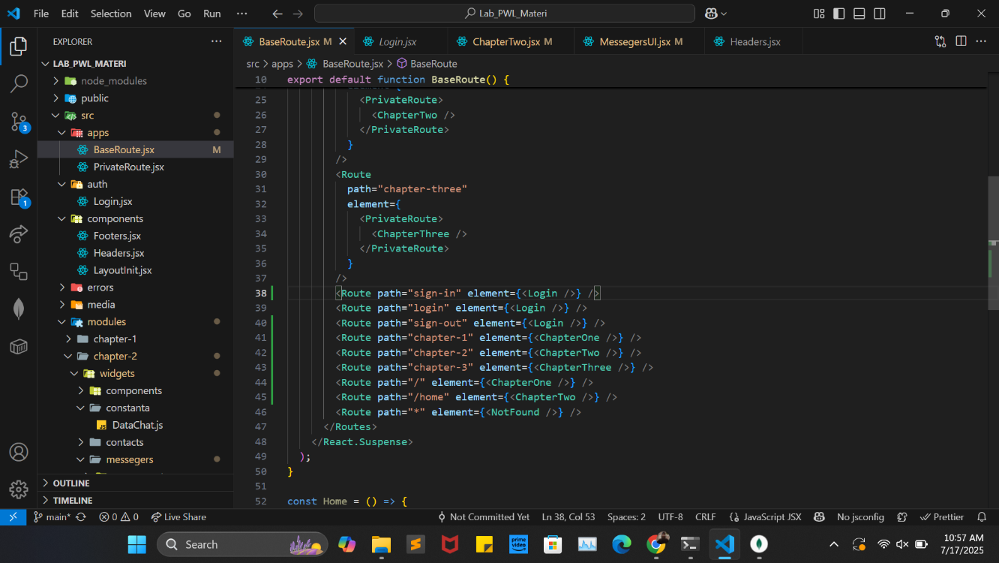 File Edit Selection View Go Run ··· Lab_PWL_Materi
EXPLORER ···
LAB_PWL_MATERI
node_modules
public
src
apps
BaseRoute.jsx M
PrivateRoute.jsx
auth
Login.jsx
components
Footers.jsx
Headers.jsx
LayoutInit.jsx
errors
media
modules
chapter-1
chapter-2
widgets
components
constanta
DataChat.js
contacts
messegers
OUTLINE
TIMELINE
3
1
BaseRoute.jsx M Login.jsx ChapterTwo.jsx M MessegersUI.jsx M Headers.jsx
src > apps > BaseRoute.jsx > BaseRoute
10 export default function BaseRoute() {
25 <PrivateRoute>
26 <ChapterTwo />
27 </PrivateRoute>
28 }
29 />
30 <Route
31 path="chapter-three"
32 element={
33 <PrivateRoute>
34 <ChapterThree />
35 </PrivateRoute>
36 }
37 />
38 <Route path="sign-in" element={<Login />} />
39 <Route path="login" element={<Login />} />
40 <Route path="sign-out" element={<Login />} />
41 <Route path="chapter-1" element={<ChapterOne />} />
42 <Route path="chapter-2" element={<ChapterTwo />} />
43 <Route path="chapter-3" element={<ChapterThree />} />
44 <Route path="/" element={<ChapterOne />} />
45 <Route path="/home" element={<ChapterTwo />} />
46 <Route path="*" element={<NotFound />} />
47 </Routes>
48 </React.Suspense>
49 );
50 }
51
52 const Home = () => {
main* 0 0 Live Share Not Committed Yet Ln 38, Col 53 Spaces: 2 UTF-8 CRLF {} JavaScript JSX No jsconfig Prettier
Search prime video 10:57 AM
7/17/2025